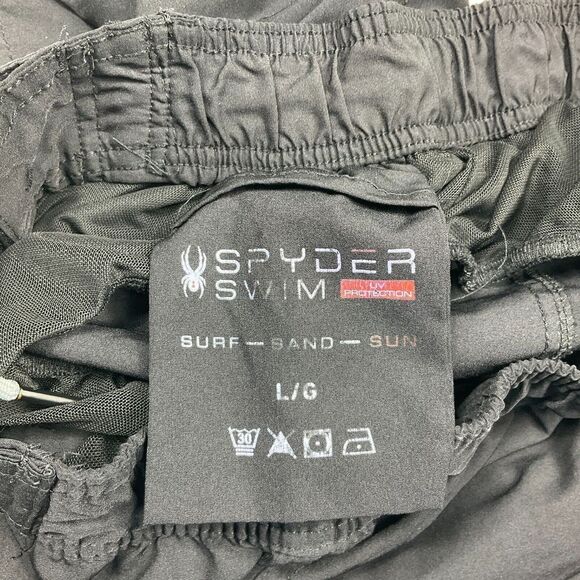 SPYDER
SWIM UV PROTECTION
SURF — SAND — SUN
L/G
30